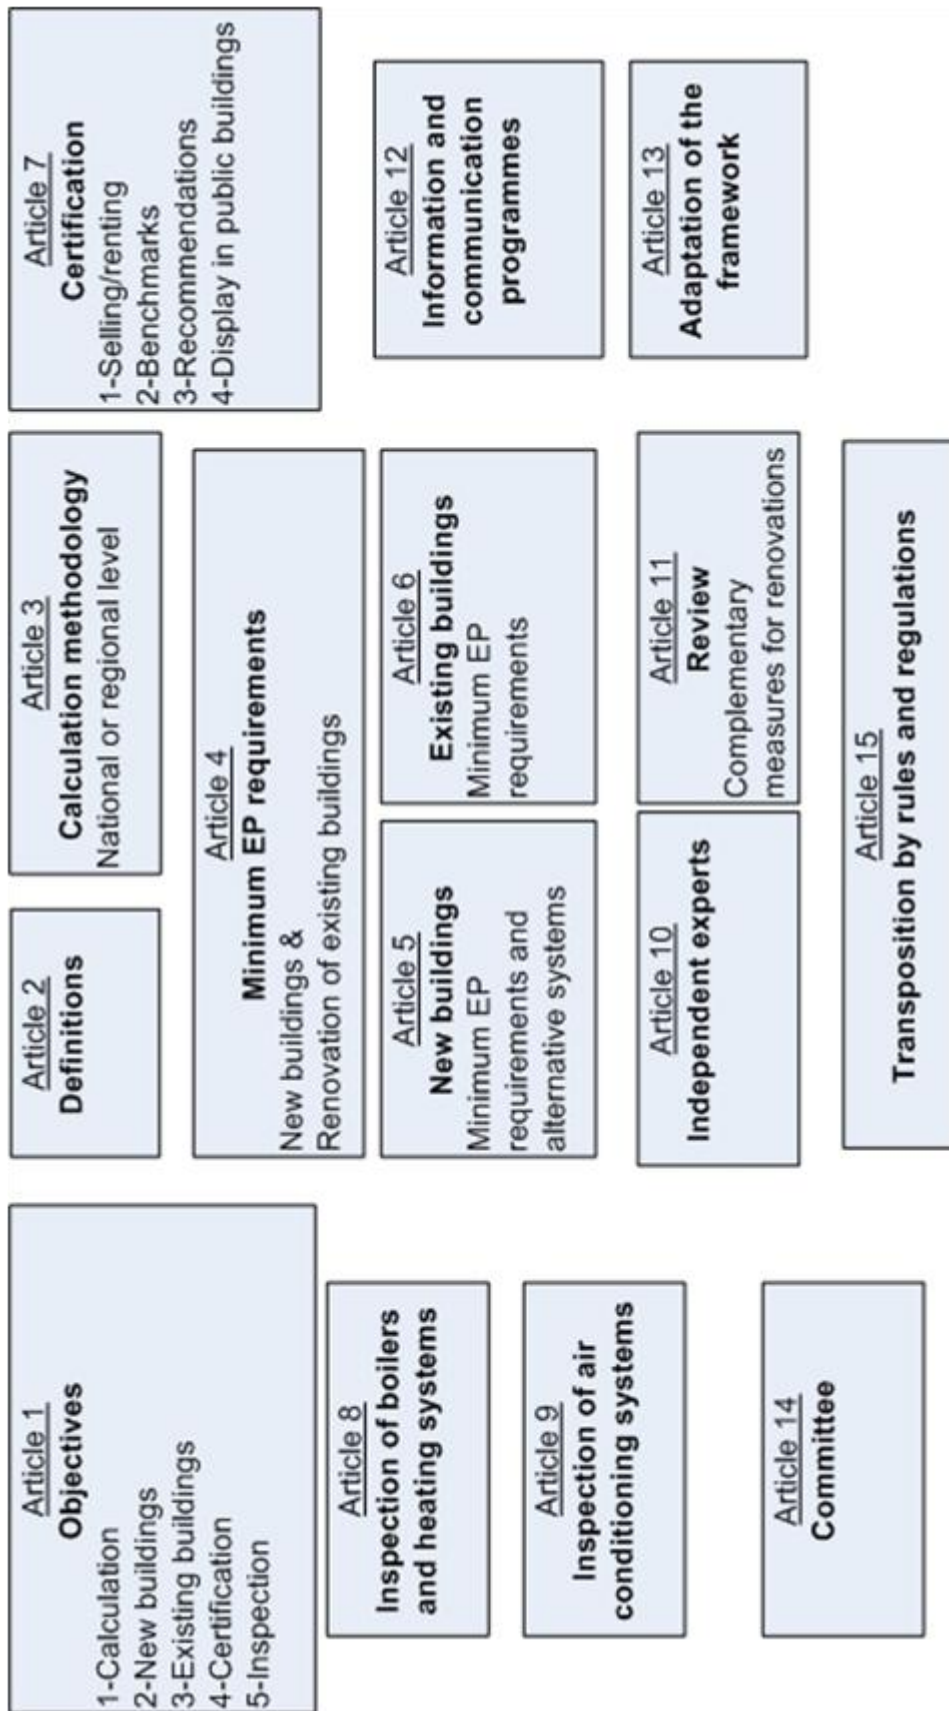 Article 1
Objectives
1-Calculation
2-New buildings
3-Existing buildings
4-Certification
5-Inspection
Article 2
Definitions
Article 3
Calculation methodology
National or regional level
Article 7
Certification
1-Selling/renting
2-Benchmarks
3-Recommendations
4-Display in public buildings
Article 4
Minimum EP requirements
New buildings &
Renovation of existing buildings
Article 8
Inspection of boilers
and heating systems
Article 5
New buildings
Minimum EP
requirements and
alternative systems
Article 6
Existing buildings
Minimum EP
requirements
Article 12
Information and
communication
programmes
Article 9
Inspection of air
conditioning systems
Article 10
Independent experts
Article 11
Review
Complementary
measures for renovations
Article 13
Adaptation of the
framework
Article 14
Committee
Article 15
Transposition by rules and regulations